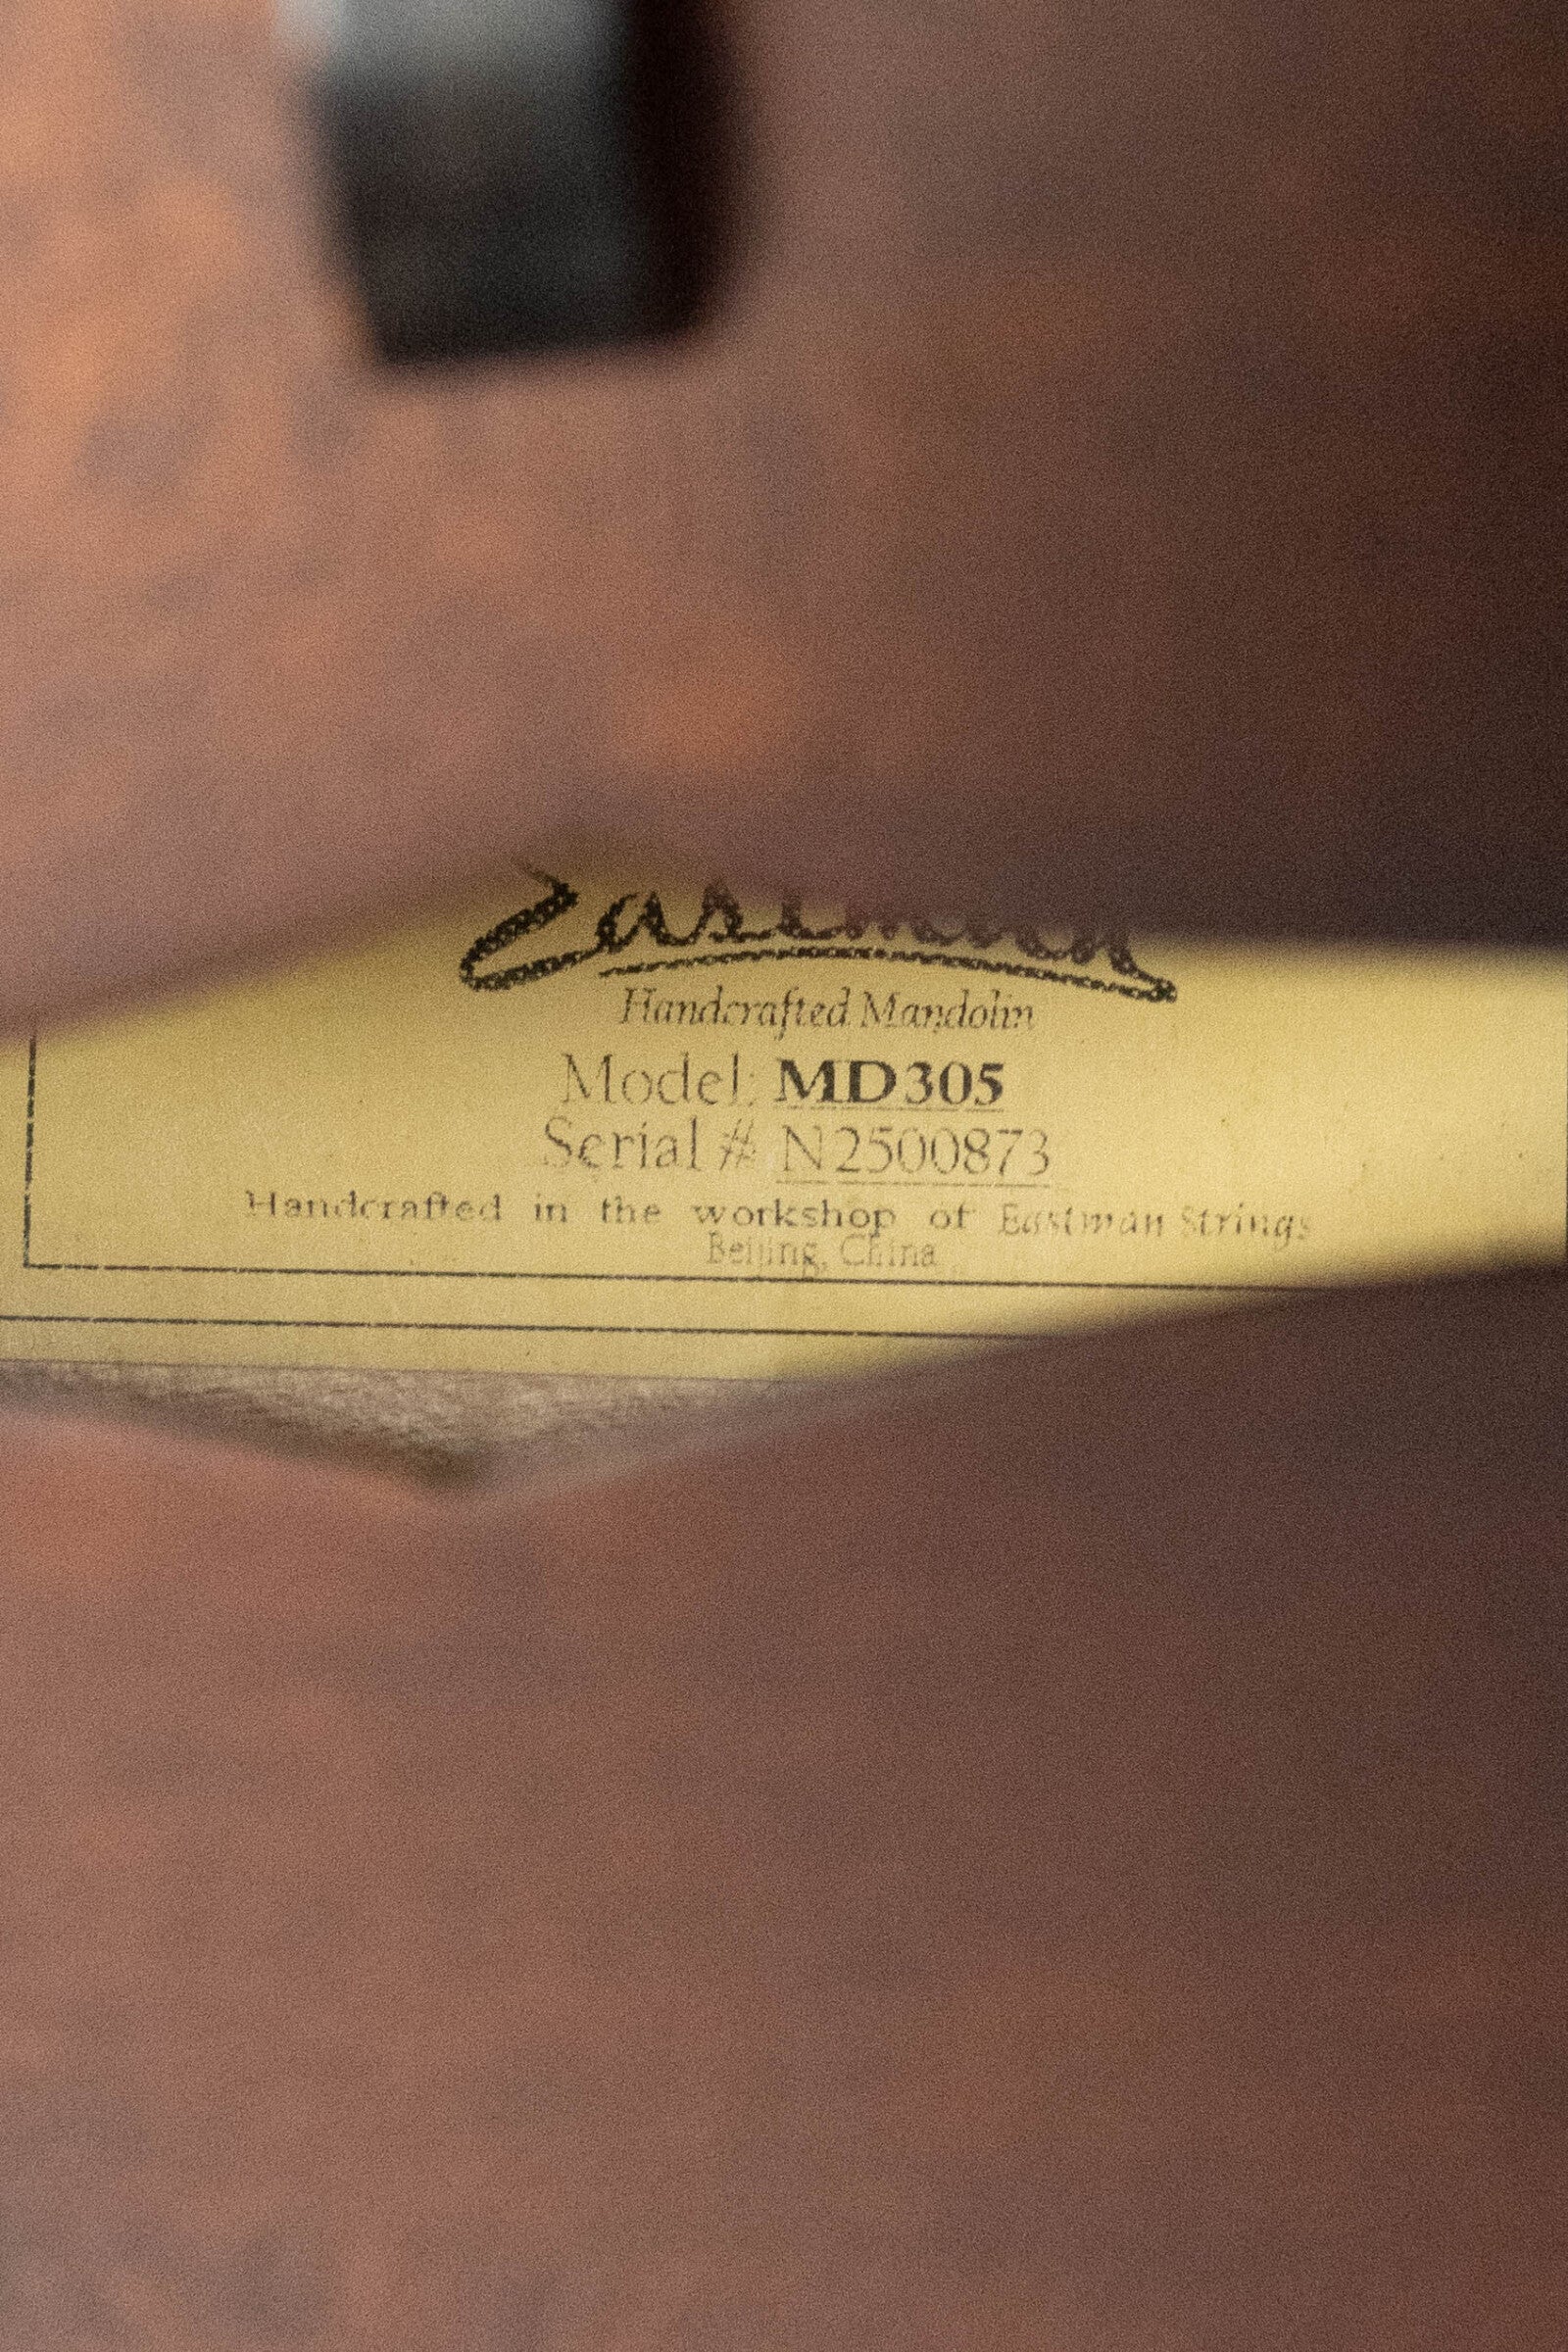 Eastman
Handcrafted Mandolin
Model: MD305
Serial # N2500873
Handcrafted in the workshop of Eastman Strings
Beijing, China